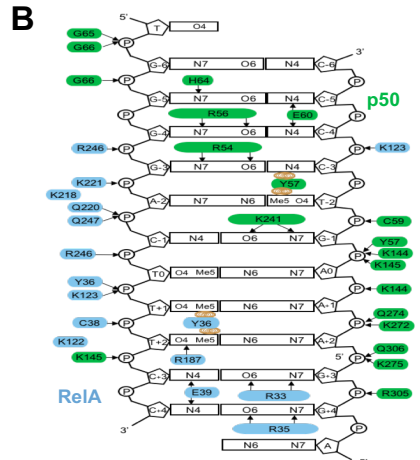 B
5' T O4
G65
G66 P
G-6 N7 O6 C-6 3'
G66 P H64 P
G-5 N7 O6 N4 C-5
p50
R56 E60
P P
G-4 N7 O6 N4 C-4
R246 P R54 P K123
G-3 N7 O6 N4 C-3
K221 P Y57 P
K218
A-2 N7 N6 Me5 O4 T-2
Q220
Q247 P K241 P C59
C-1 N4 O6 N7 G-1
Y57
R246 P P K144
K145
T0 O4 Me5 N6 N7 A0
Y36
K123 P P K144
T+1 O4 Me5 N6 N7 A+1
C38 P Y36 P Q274
K272
K122 T+2 O4 Me5 N6 N7 A+2
K145 P R187 5' P Q306
K275
C+3 N4 O6 N7 G+3
RelA P E39 R33 P R305
C+4 N4 O6 N7 G+4
3' R35 P
N6 N7 A
5'